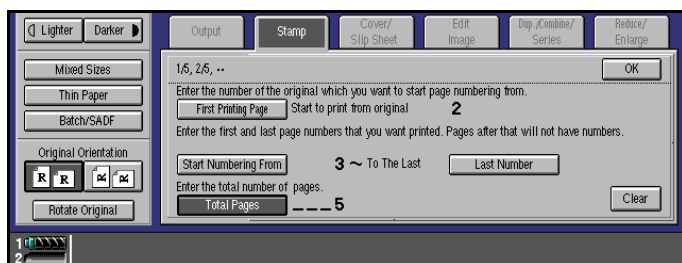 Lighter Darker
Output Stamp Cover/ Slip Sheet Edit Image Dup./Combine/ Series Reduce/ Enlarge
Mixed Sizes
Thin Paper
Batch/SADF
Original Orientation
R R R R
Rotate Original
1/5, 2/5, ··
OK
Enter the number of the original which you want to start page numbering from.
First Printing Page Start to print from original 2
Enter the first and last page numbers that you want printed. Pages after that will not have numbers.
Start Numbering From 3 ~ To The Last Last Number
Enter the total number of pages.
Total Pages _ _ _ 5
Clear
1
2